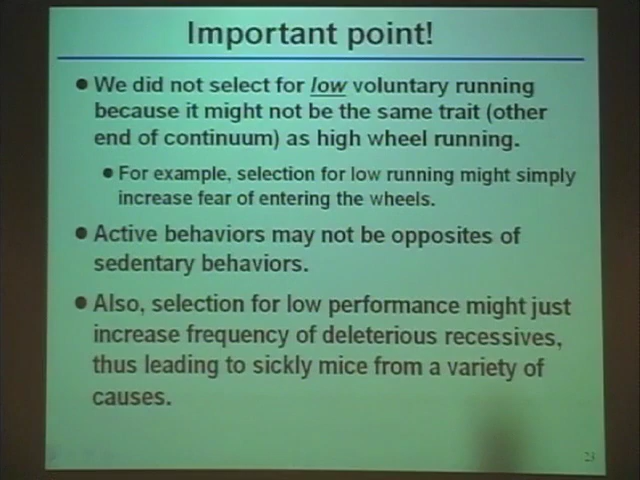 Important point!
● We did not select for low voluntary running
because it might not be the same trait (other
end of continuum) as high wheel running.
● For example, selection for low running might simply
increase fear of entering the wheels.
● Active behaviors may not be opposites of
sedentary behaviors.
● Also, selection for low performance might just
increase frequency of deleterious recessives,
thus leading to sickly mice from a variety of
causes.